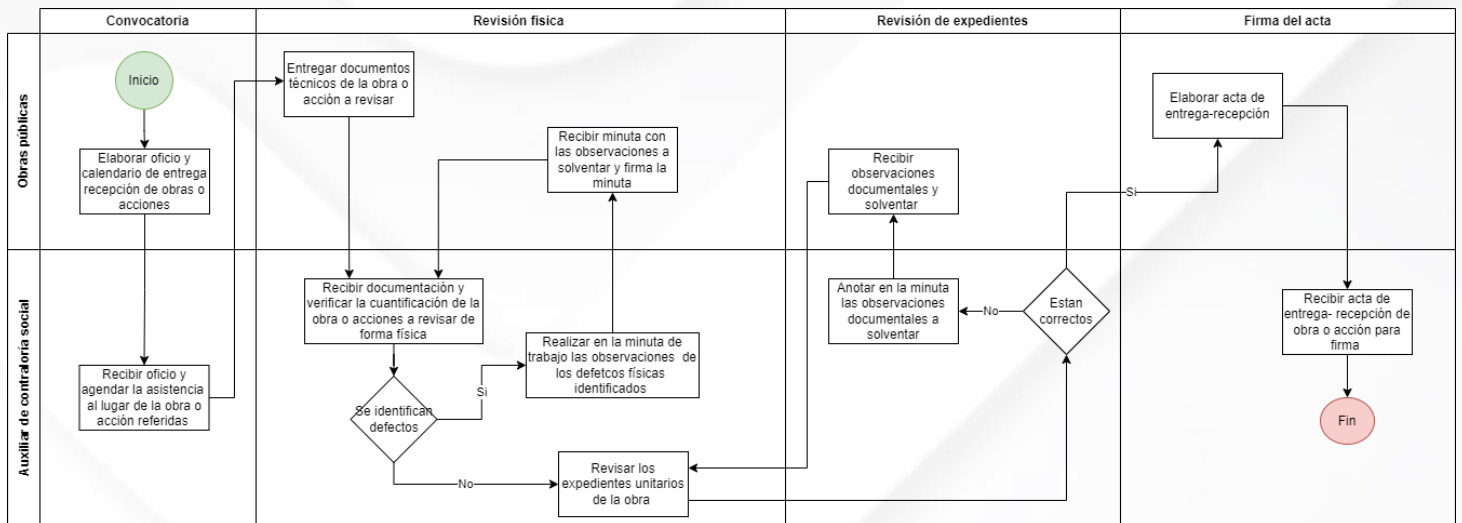 Convocatoria
Revisión fisica
Revisión de expedientes
Firma del acta
Obras públicas
Inicio
Elaborar oficio y
calendario de entrega
recepción de obras o
acciones
Entregar documentos
técnicos de la obra o
acción a revisar
Recibir minuta con
las observaciones a
solventar y firma la
minuta
Recibir
observaciones
documentales y
solventar
Si
Elaborar acta de
entrega-recepción
Auxiliar de contraloría social
Recibir oficio y
agendar la asistencia
al lugar de la obra o
acción referidas
Recibir documentación y
verificar la cuantificación de la
obra o acciones a revisar de
forma física
Se identifican
defectos
Si
No
Realizar en la minuta de
trabajo las observaciones de
los defetcos físicas
identificados
Revisar los
expedientes unitarios
de la obra
Anotar en la minuta
las observaciones
documentales a
solventar
No
Estan
correctos
Recibir acta de
entrega- recepción de
obra o acción para
firma
Fin